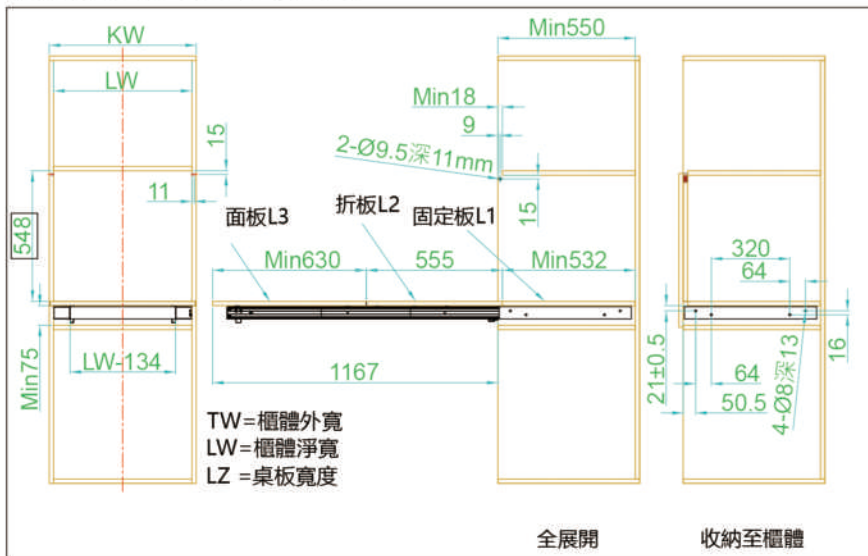 KW
LW
15
11
548
Min75
LW-134
Min550
Min18
9
2-Ø9.5深11mm
15
面板L3
折板L2
固定板L1
Min630
555
Min532
1167
320
64
21±0.5
64
50.5
4-Ø8深13
16
TW=櫃體外寬
LW=櫃體淨寬
LZ =桌板寬度
全展開
收納至櫃體